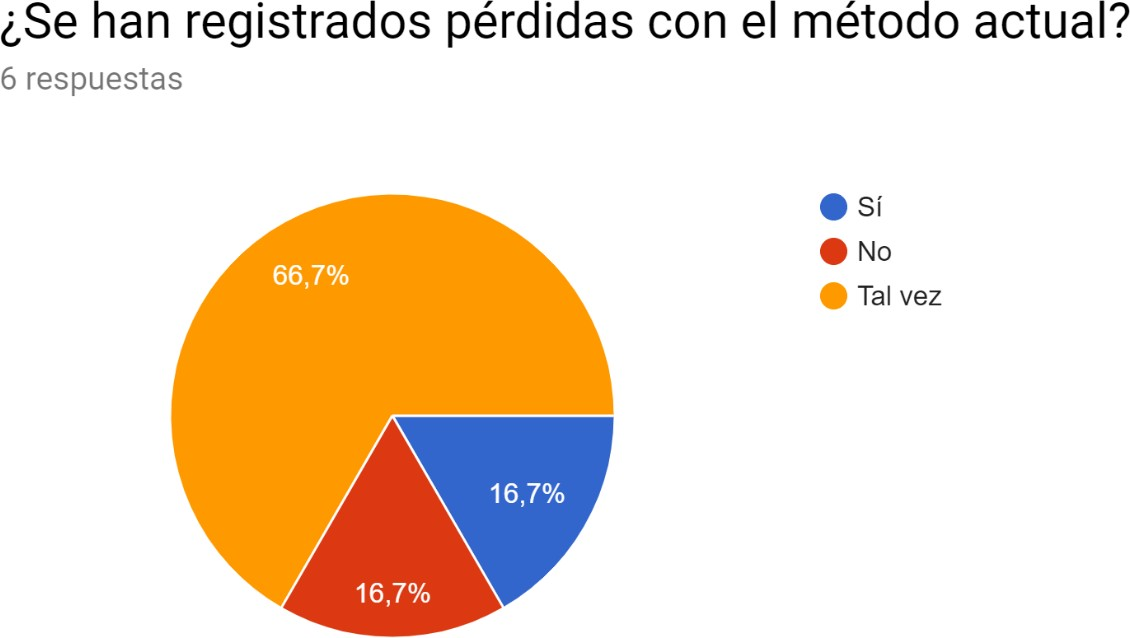 ¿Se han registrados pérdidas con el método actual?
6 respuestas
Sí
No
Tal vez
66,7%
16,7%
16,7%